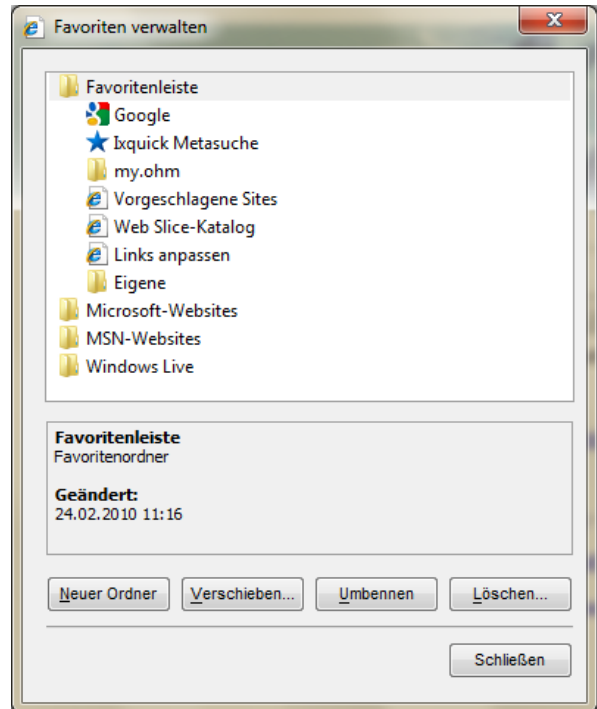 Favoriten verwalten
Favoritenleiste
Google
Ixquick Metasuche
my.ohm
Vorgeschlagene Sites
Web Slice-Katalog
Links anpassen
Eigene
Microsoft-Websites
MSN-Websites
Windows Live
Favoritenleiste
Favoritenordner
Geändert:
24.02.2010 11:16
Neuer Ordner Verschieben... Umbennen Löschen...
Schließen